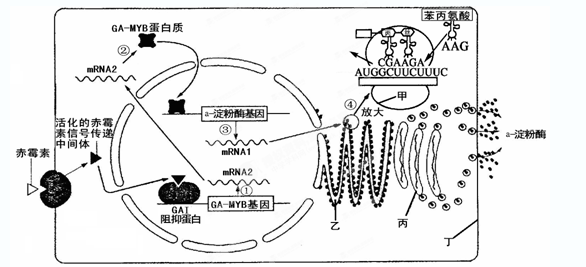 苯丙氨酸
AAG
CGAAGA
AUGGCUUCUUUC
GA-MYB蛋白质
②
mRNA2
a-淀粉酶基因
③
mRNA1
④
放大
甲
a-淀粉酶
活化的赤霉
素信号传递
中间体
赤霉素
mRNA2
①
GAI
阻抑蛋白
GA-MYB基因
乙
丙
丁